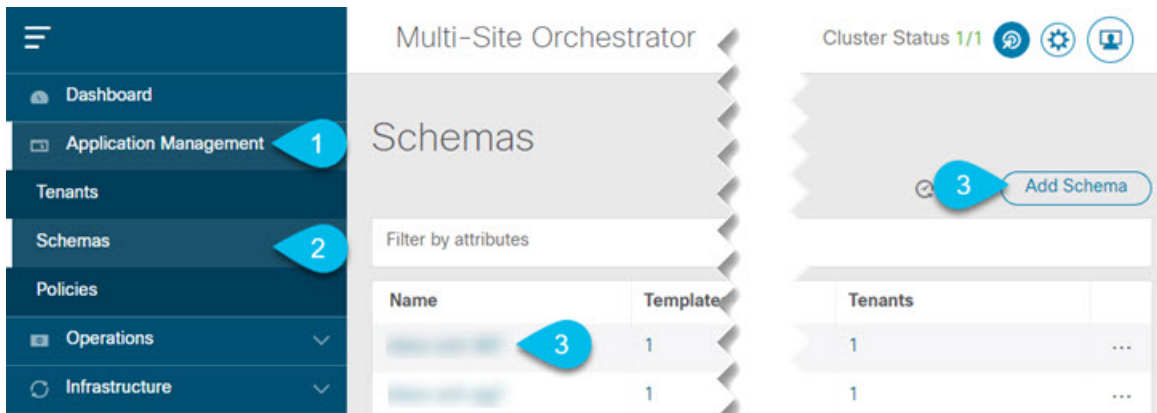 Multi-Site Orchestrator
Cluster Status 1/1
Dashboard
Application Management 1
Tenants
Schemas 2
Policies
Operations
Infrastructure
Schemas
3 Add Schema
Filter by attributes
Name Templates Tenants
3 1 1 ...
1 1 ...